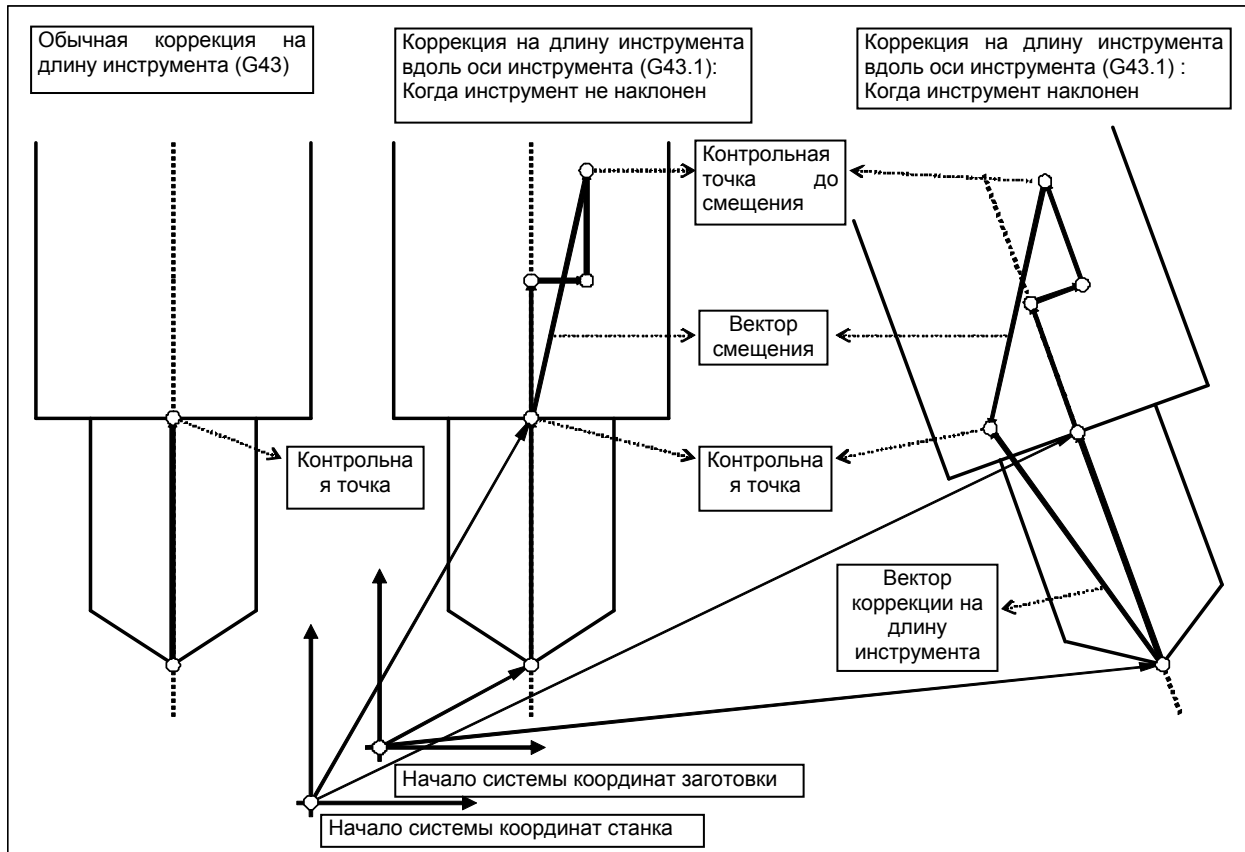 Обычная коррекция на
длину инструмента (G43)
Коррекция на длину инструмента
вдоль оси инструмента (G43.1):
Когда инструмент не наклонен
Коррекция на длину инструмента
вдоль оси инструмента (G43.1) :
Когда инструмент наклонен
Контрольная
точка до
смещения
Вектор
смещения
Контрольна
я точка
Контрольна
я точка
Вектор
коррекции на
длину
инструмента
Начало системы координат заготовки
Начало системы координат станка